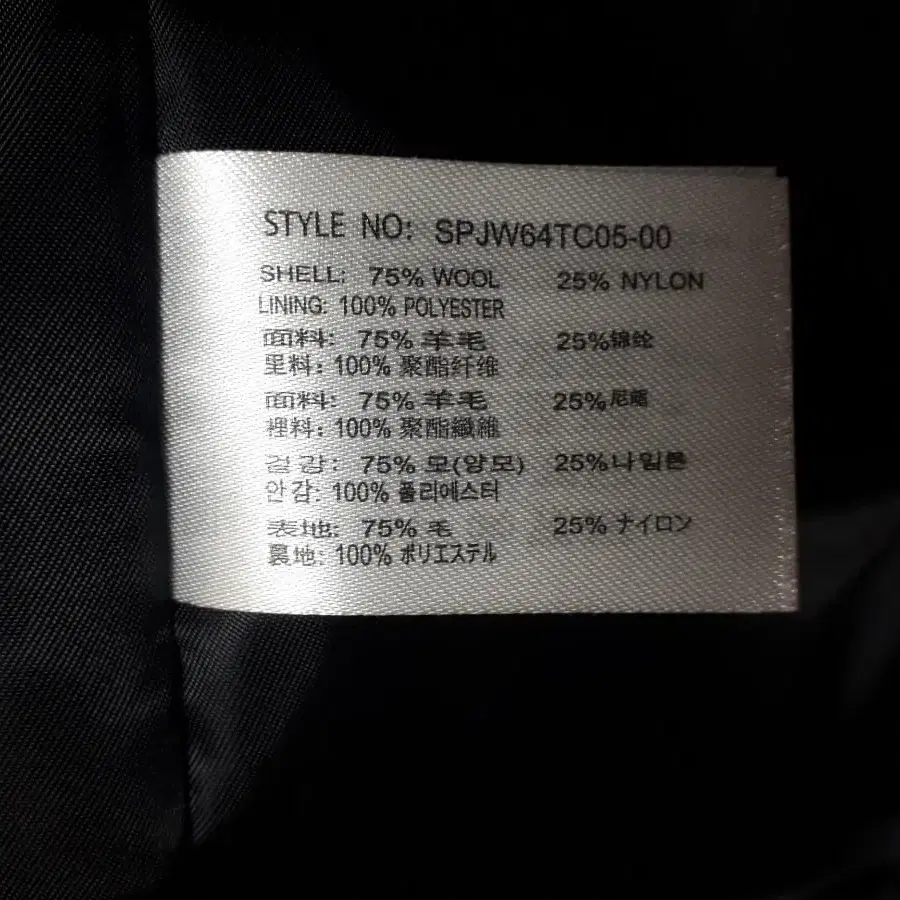 STYLE NO: SPJW64TC05-00
SHELL: 75% WOOL 25% NYLON
LINING: 100% POLYESTER
面料: 75% 羊毛 25%锦纶
里料: 100% 聚酯纤维
面料: 75% 羊毛 25%尼龍
裡料: 100% 聚酯纖維
겉감: 75% 모(양모) 25%나일론
안감: 100% 폴리에스터
表地: 75% 毛 25% ナイロン
裏地: 100% ポリエステル